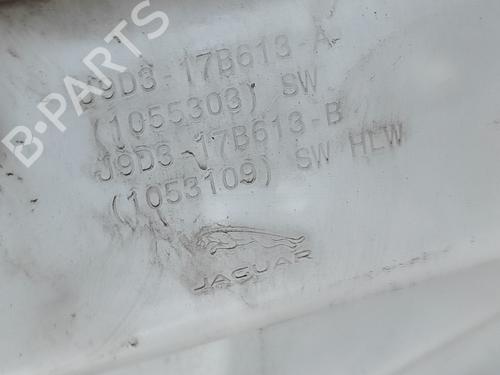 B-PARTS
J9D3-17B613-A
(1055303) SW
J9D3-17B613-B
(1053109) SW HLW
JAGUAR